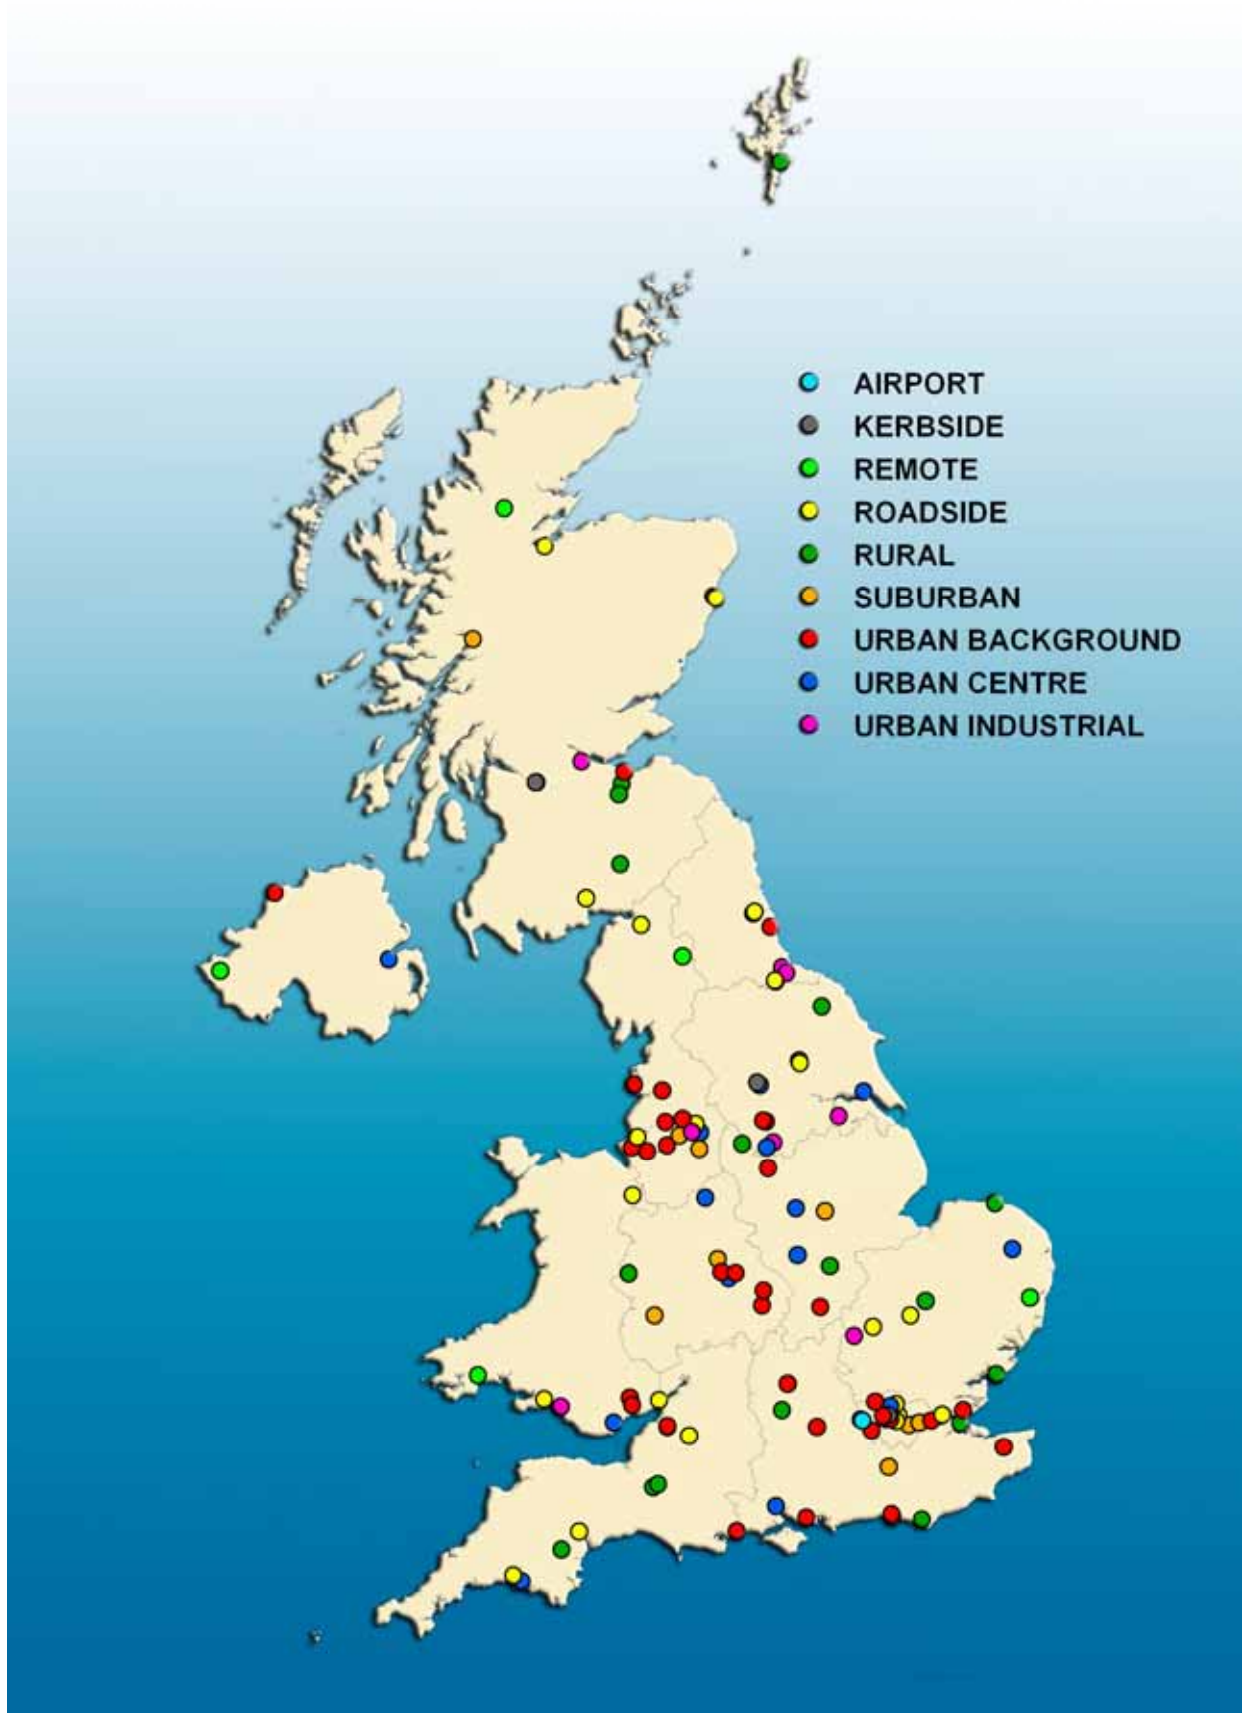 AIRPORT
KERBSIDE
REMOTE
ROADSIDE
RURAL
SUBURBAN
URBAN BACKGROUND
URBAN CENTRE
URBAN INDUSTRIAL